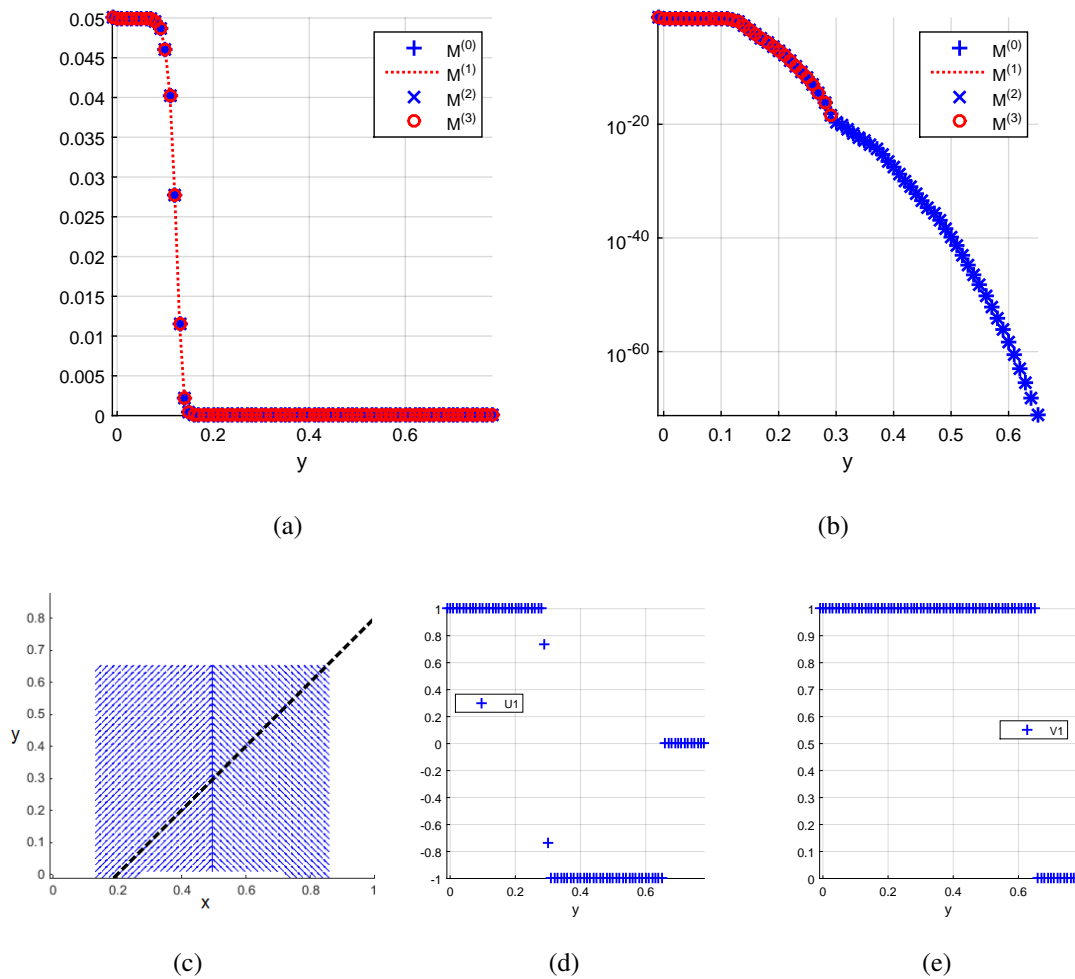 0.05
0.045
0.04
0.035
0.03
0.025
0.02
0.015
0.01
0.005
0
0 0.2 0.4 0.6
y
M(0)
M(1)
M(2)
M(3)
(a)
10-20
10-40
10-60
0 0.1 0.2 0.3 0.4 0.5 0.6
y
M(0)
M(1)
M(2)
M(3)
(b)
0.8
0.7
0.6
0.5
0.4
0.3
0.2
0.1
0
y
0 0.2 0.4 0.6 0.8 1
x
(c)
1
0.8
0.6
0.4
0.2
0
-0.2
-0.4
-0.6
-0.8
-1
0 0.2 0.4 0.6
y
U1
(d)
1
0.9
0.8
0.7
0.6
0.5
0.4
0.3
0.2
0.1
0
0 0.2 0.4 0.6
y
V1
(e)